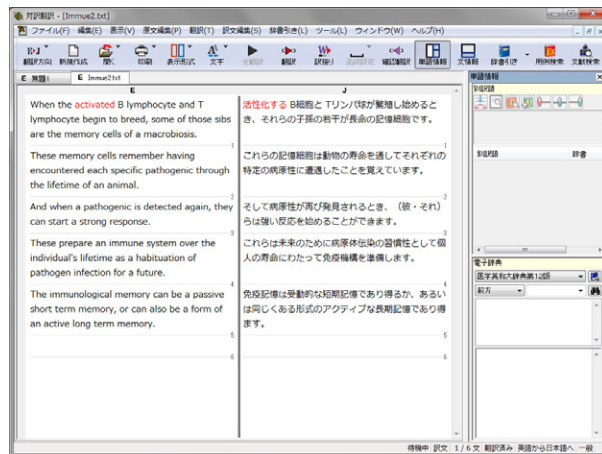 対訳翻訳 - [Immue2.txt]
ファイル(F) 編集(E) 表示(V) 原文編集(P) 翻訳(T) 訳文編集(S) 辞書引き(L) ツール(L) ウィンドウ(W) ヘルプ(H)
E▸J
翻訳方向 新規作成 開く 印刷 表示形式 文字 全翻訳 翻訳 訳振り 確認翻訳 単語情報 文情報 辞書引き 用例検索 文献検索
E 無題1 E Immue2.txt
E J
When the activated B lymphocyte and T
lymphocyte begin to breed, some of those sibs
are the memory cells of a macrobiosis.
活性化する B細胞と Tリンパ球が繁殖し始めると
き、それらの子孫の若干が長命の記憶細胞です。
1 1
These memory cells remember having
encountered each specific pathogenic through
the lifetime of an animal.
これらの記憶細胞は動物の寿命を通してそれぞれの
特定の病原性に遭遇したことを覚えています。
2 2
And when a pathogenic is detected again, they
can start a strong response.
そして病原性が再び発見されるとき、（彼・それ）
らは強い反応を始めることができます。
3 3
These prepare an immune system over the
individual's lifetime as a habituation of
pathogen infection for a future.
これらは未来のために病原体伝染の習慣性として個
人の寿命にわたって免疫機構を準備します。
4 4
The immunological memory can be a passive
short term memory, or can also be a form of
an active long term memory.
免疫記憶は受動的な短期記憶であり得るか、あるい
は同じくある形式のアクティブな長期記憶であり得
ます。
5 5
6 6
単語情報
別訳語
別訳語 辞書
電子辞典
医学英和大辞典第12版
前方
待機中 訳文 1 / 6 文 翻訳済み 英語から日本語へ 一般